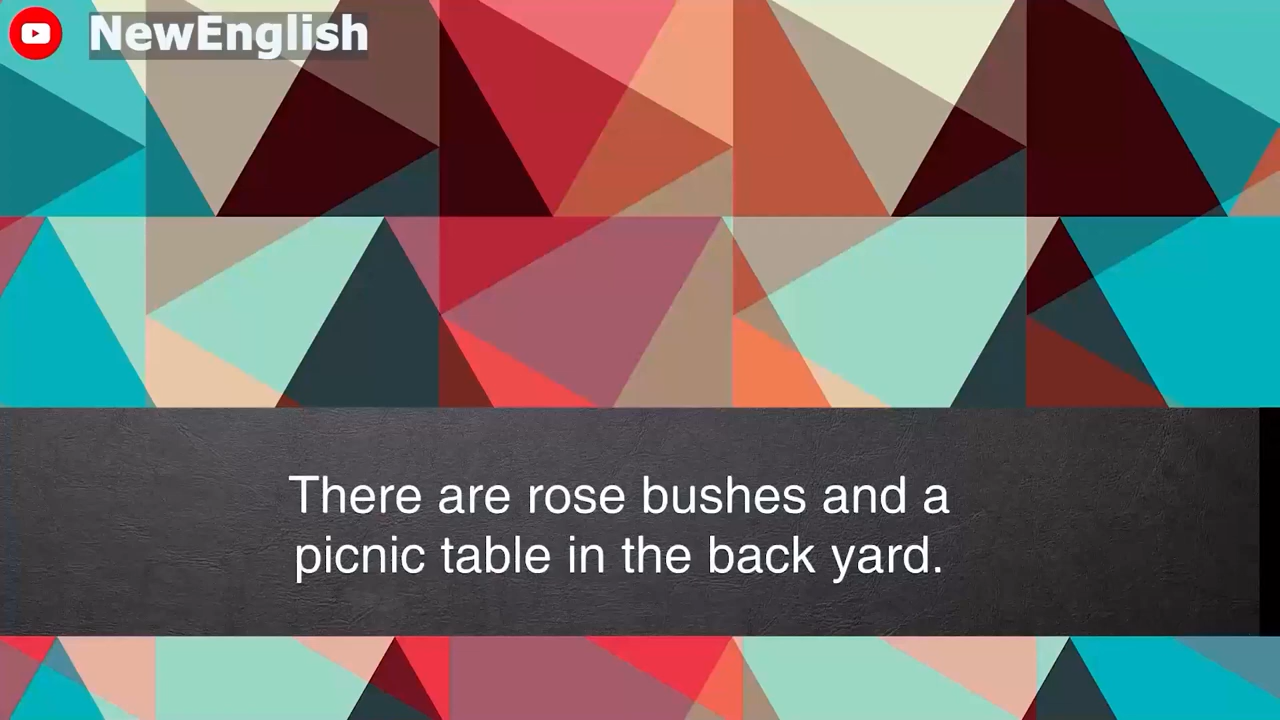 NewEnglish
There are rose bushes and a
picnic table in the back yard.